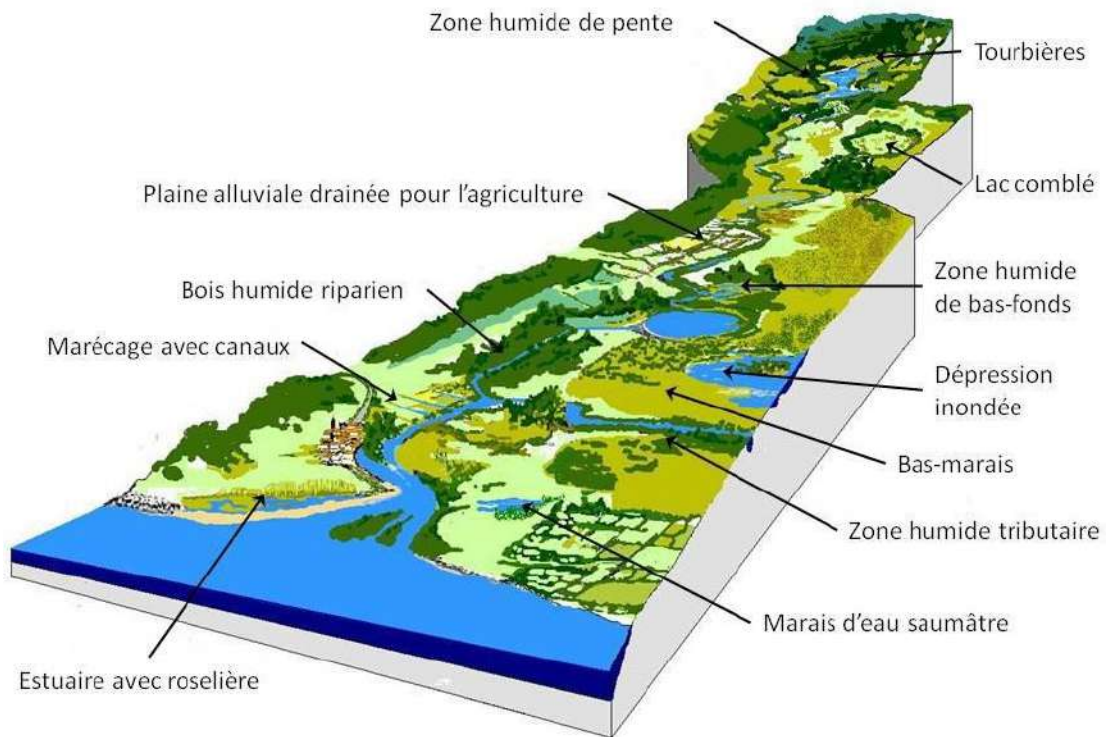 Zone humide de pente
Tourbières
Lac comblé
Plaine alluviale drainée pour l'agriculture
Zone humide
de bas-fonds
Bois humide riparien
Marécage avec canaux
Dépression
inondée
Bas-marais
Zone humide tributaire
Marais d'eau saumâtre
Estuaire avec roselière